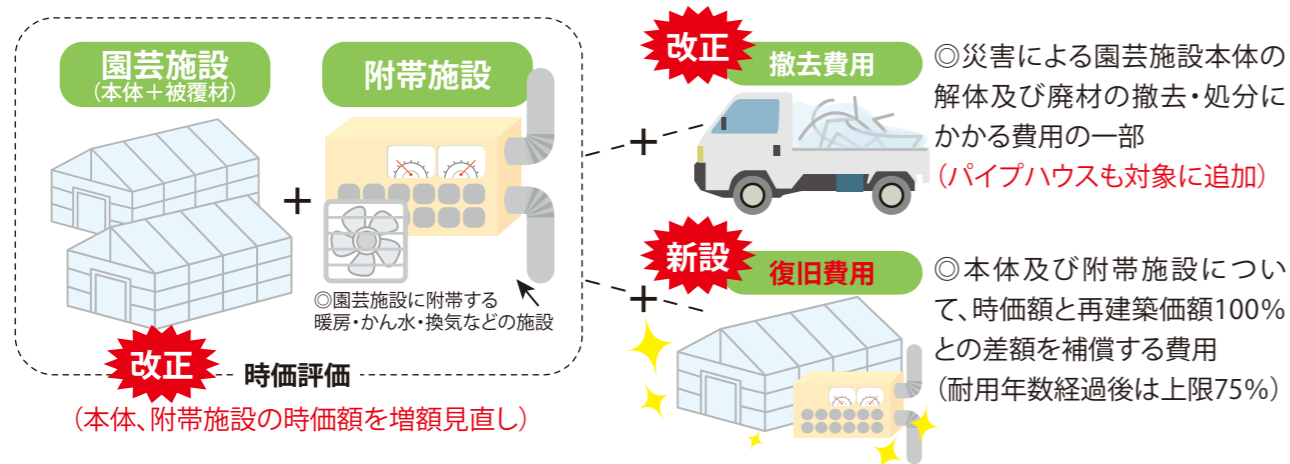 園芸施設
（本体＋被覆材）
＋
附帯施設
◎園芸施設に附帯する
暖房・かん水・換気などの施設
改正
時価評価
（本体、附帯施設の時価額を増額見直し）
＋
改正
撤去費用
◎災害による園芸施設本体の
解体及び廃材の撤去・処分に
かかる費用の一部
（パイプハウスも対象に追加）
＋
新設
復旧費用
◎本体及び附帯施設につい
て、時価額と再建築価額100％
との差額を補償する費用
（耐用年数経過後は上限75％）